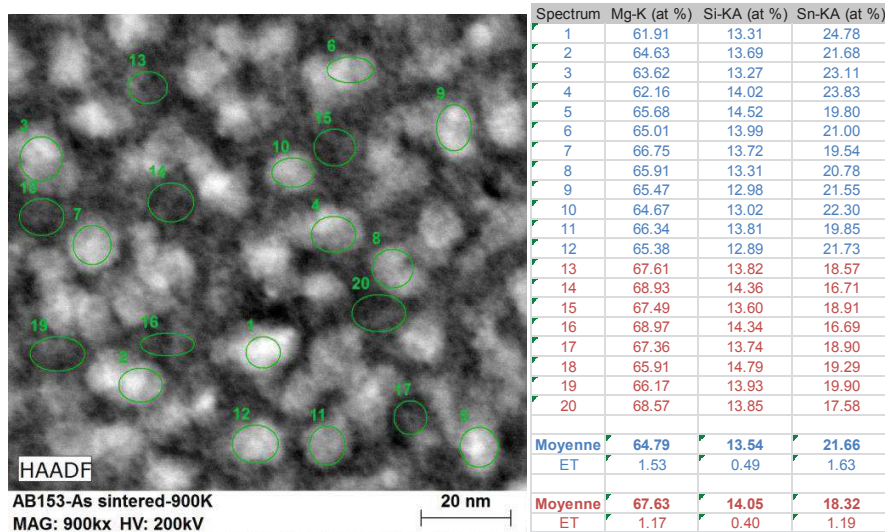 6
13
9
15
3
10
14
18
4
7
8
20
19
16
1
2
17
12
11
5
HAADF
AB153-As sintered-900K
MAG: 900kx HV: 200kV
20 nm
Spectrum Mg-K (at %) Si-KA (at %) Sn-KA (at %)
1 61.91 13.31 24.78
2 64.63 13.69 21.68
3 63.62 13.27 23.11
4 62.16 14.02 23.83
5 65.68 14.52 19.80
6 65.01 13.99 21.00
7 66.75 13.72 19.54
8 65.91 13.31 20.78
9 65.47 12.98 21.55
10 64.67 13.02 22.30
11 66.34 13.81 19.85
12 65.38 12.89 21.73
13 67.61 13.82 18.57
14 68.93 14.36 16.71
15 67.49 13.60 18.91
16 68.97 14.34 16.69
17 67.36 13.74 18.90
18 65.91 14.79 19.29
19 66.17 13.93 19.90
20 68.57 13.85 17.58
Moyenne 64.79 13.54 21.66
ET 1.53 0.49 1.63
Moyenne 67.63 14.05 18.32
ET 1.17 0.40 1.19